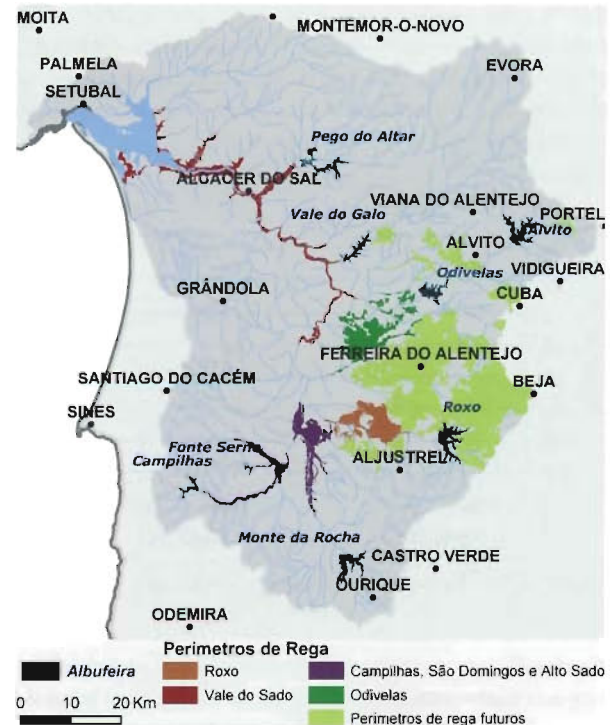 MOITA
MONTEMOR-O-NOVO
PALMELA
EVORA
SETUBAL
Pego do Altar
ALCACER DO SAL
VIANA DO ALENTEJO
PORTEL
Vale do Gaio
Alvito
ALVITO
Odivelas
VIDIGUEIRA
GRÂNDOLA
CUBA
FERREIRA DO ALENTEJO
SANTIAGO DO CACÉM
BEJA
SINES
Roxo
Fonte Serne
Campilhas
ALJUSTREL
Monte da Rocha
CASTRO VERDE
OURIQUE
ODEMIRA
Perimetros de Rega
Albufeira
Roxo
Campilhas, São Domingos e Alto Sado
Vale do Sado
Odivelas
0 10 20 Km
Perimetros de rega futuros